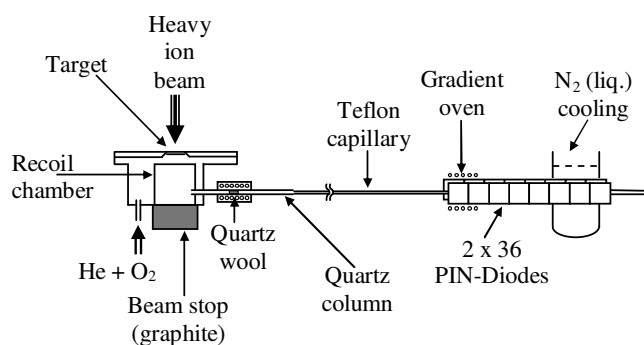 Heavy
ion
beam
Target
Recoil
chamber
He + O₂
Beam stop
(graphite)
Quartz
wool
Quartz
column
Teflon
capillary
Gradient
oven
N₂ (liq.)
cooling
2 x 36
PIN-Diodes